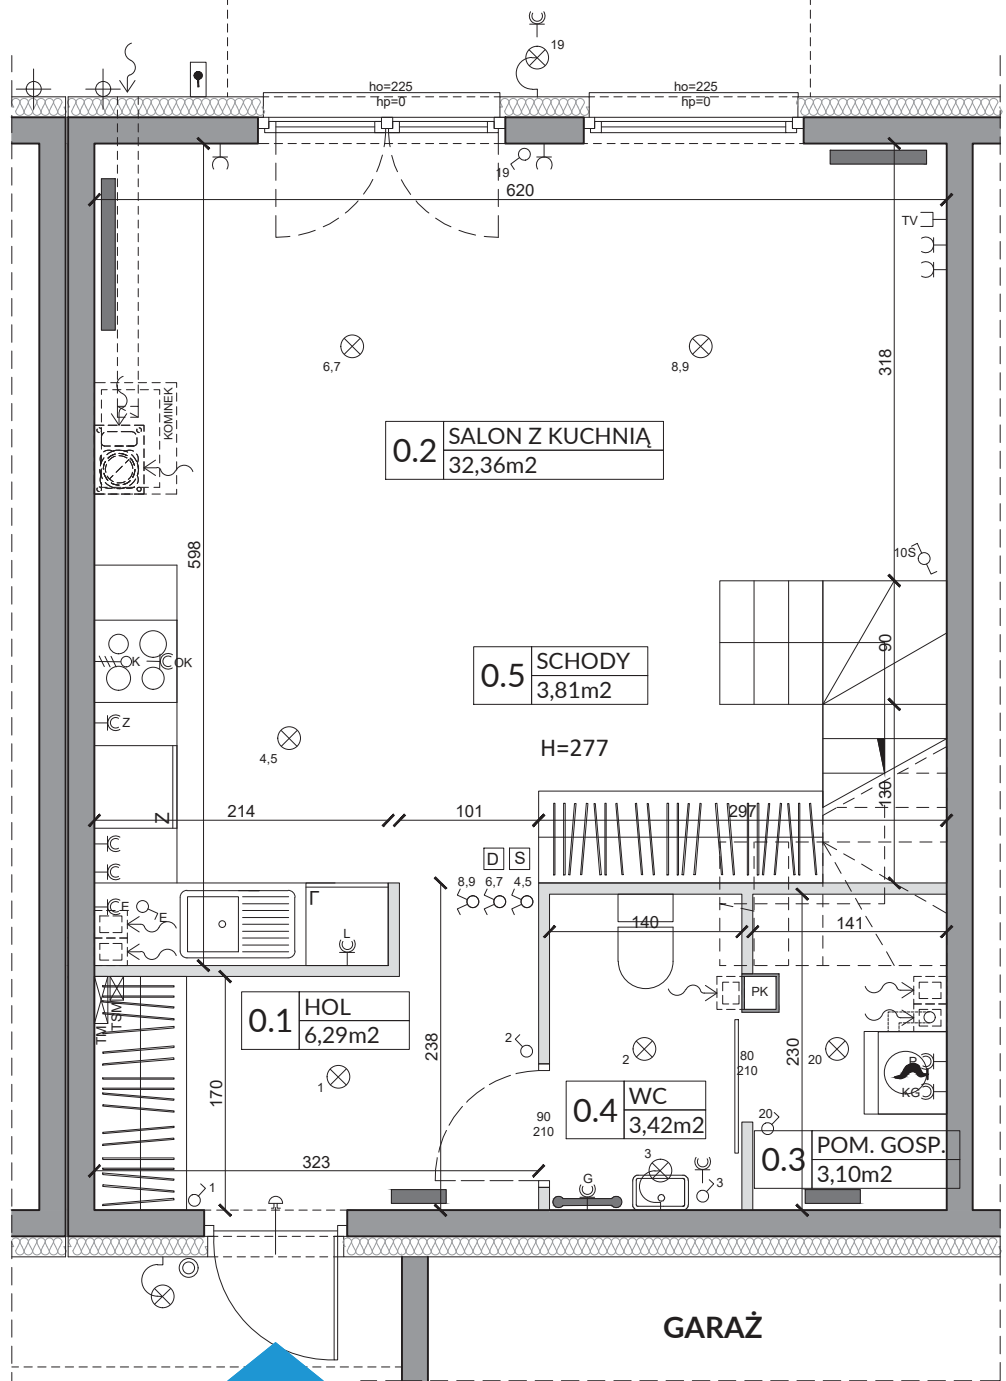 19
ho=225
hp=0
ho=225
hp=0
19
620
TV
318
6,7
8,9
KOMINEK
0.2
SALON Z KUCHNIĄ
32,36m2
598
10S
90
K
OK
0.5
SCHODY
3,81m2
Z
4,5
H=277
130
Z
214
101
297
D
S
8,9
6,7
4,5
E
E
L
140
141
PK
TM
TSM
0.1
HOL
6,29m2
238
2
2
80
210
230
20
P
KG
1
170
0.4
WC
3,42m2
90
210
20
0.3
POM. GOSP.
3,10m2
323
3
G
3
1
GARAŻ